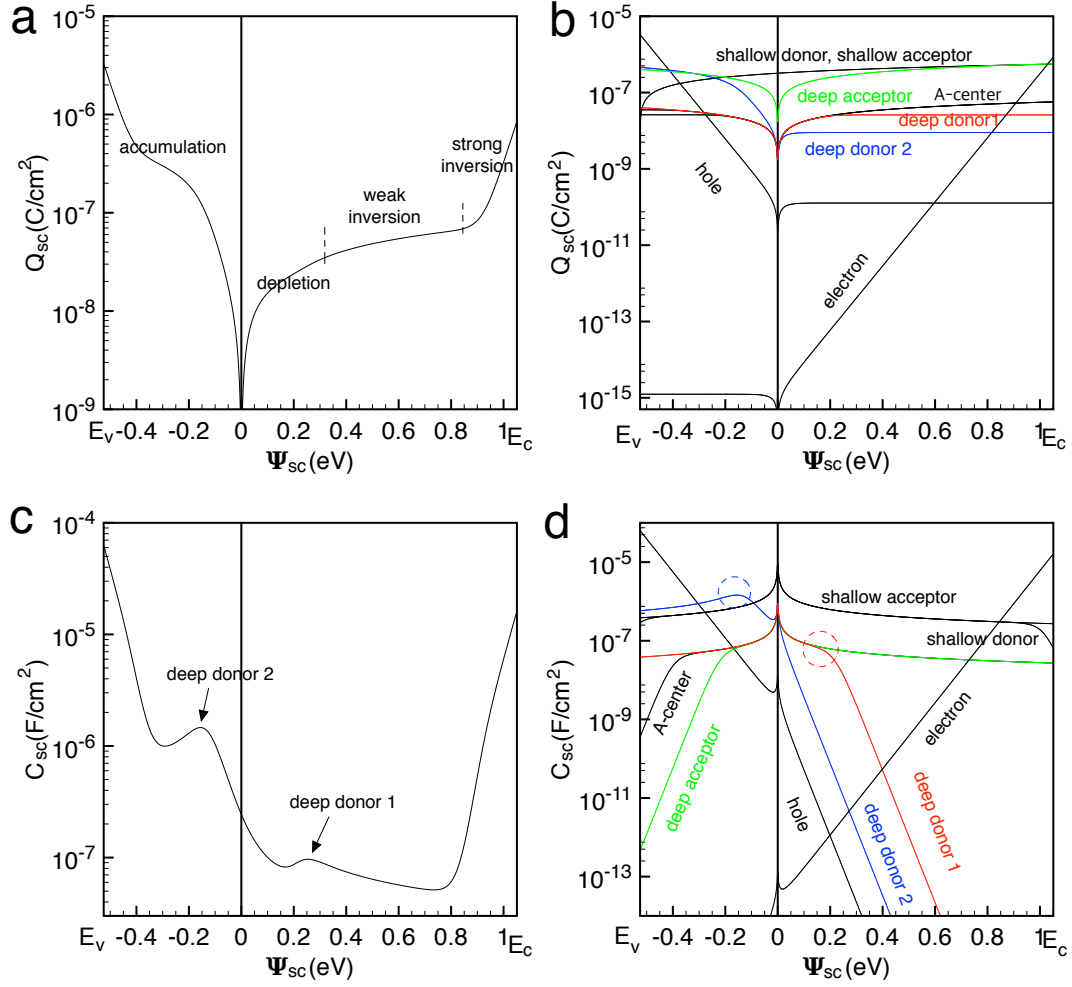 a
10^-5
10^-6
10^-7
10^-8
10^-9
Q_sc(C/cm^2)
accumulation
depletion
weak
inversion
strong
inversion
E_v -0.4 -0.2 0 0.2 0.4 0.6 0.8 1 E_c
Ψ_sc(eV)
b
10^-5
10^-7
10^-9
10^-11
10^-13
10^-15
Q_sc(C/cm^2)
shallow donor, shallow acceptor
deep acceptor
A-center
deep donor1
deep donor 2
hole
electron
E_v -0.4 -0.2 0 0.2 0.4 0.6 0.8 1 E_c
Ψ_sc(eV)
c
10^-4
10^-5
10^-6
10^-7
C_sc(F/cm^2)
deep donor 2
deep donor 1
E_v -0.4 -0.2 0 0.2 0.4 0.6 0.8 1 E_c
Ψ_sc(eV)
d
10^-5
10^-7
10^-9
10^-11
10^-13
C_sc(F/cm^2)
shallow acceptor
shallow donor
A-center
deep acceptor
hole
electron
deep donor 2
deep donor 1
E_v -0.4 -0.2 0 0.2 0.4 0.6 0.8 1 E_c
Ψ_sc(eV)